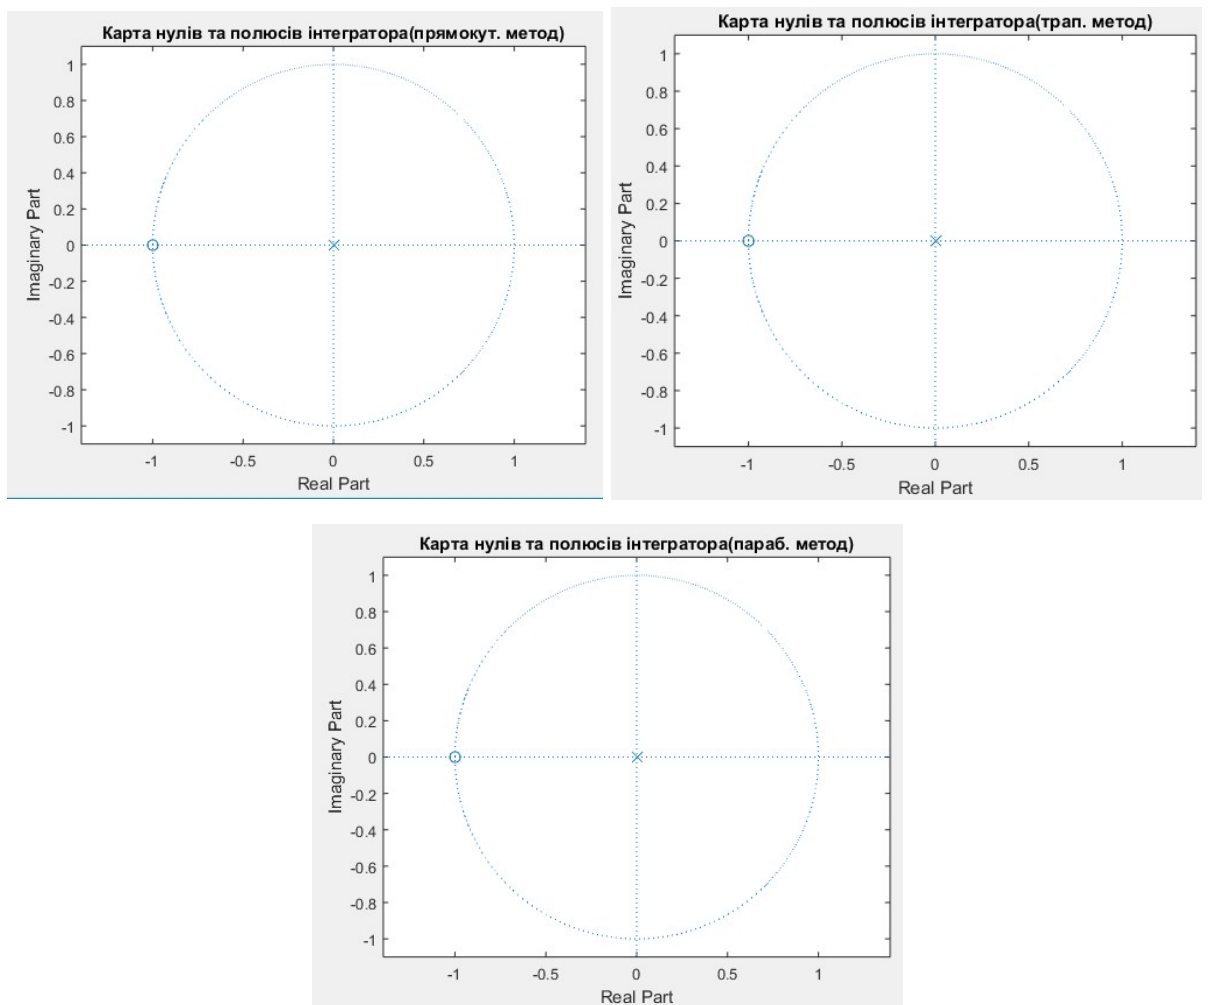 Карта нулів та полюсів інтегратора(прямокут. метод)
1
0.8
0.6
0.4
0.2
0
-0.2
-0.4
-0.6
-0.8
-1
Imaginary Part
-1 -0.5 0 0.5 1
Real Part
Карта нулів та полюсів інтегратора(трап. метод)
1
0.8
0.6
0.4
0.2
0
-0.2
-0.4
-0.6
-0.8
-1
Imaginary Part
-1 -0.5 0 0.5 1
Real Part
Карта нулів та полюсів інтегратора(параб. метод)
1
0.8
0.6
0.4
0.2
0
-0.2
-0.4
-0.6
-0.8
-1
Imaginary Part
-1 -0.5 0 0.5 1
Real Part